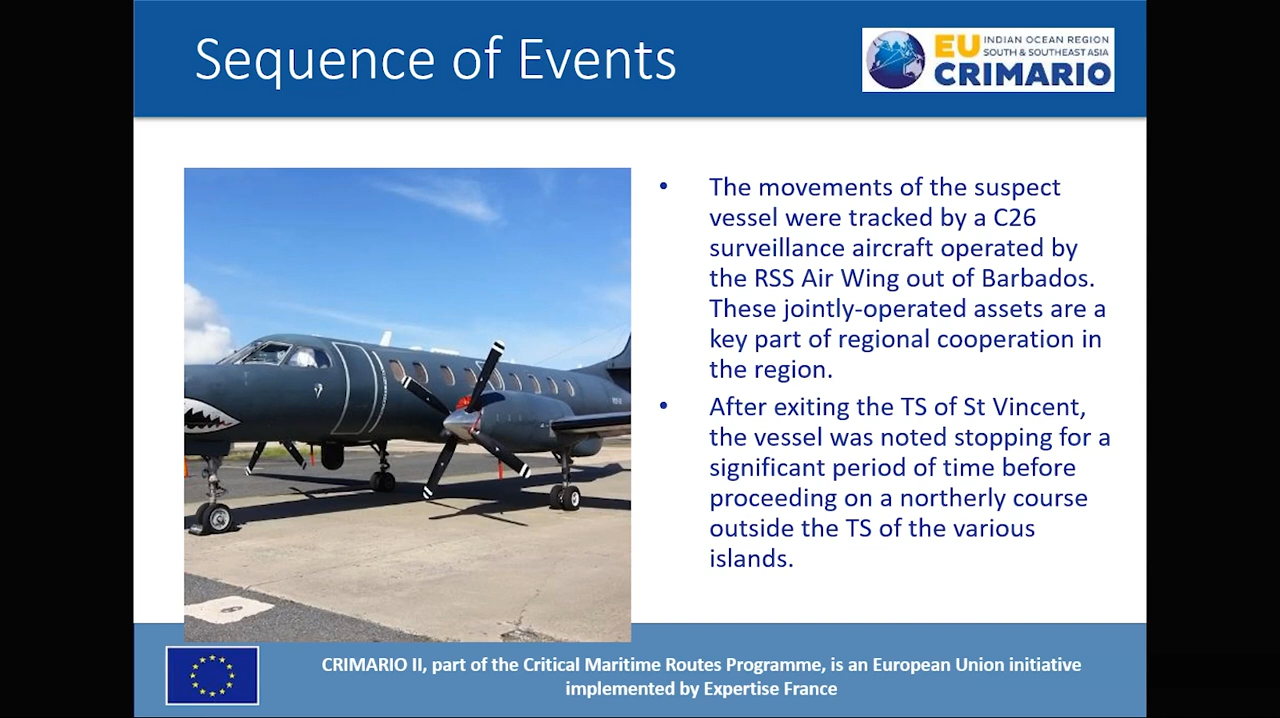 Sequence of Events
EU INDIAN OCEAN REGION
SOUTH & SOUTHEAST ASIA
CRIMARIO
• The movements of the suspect
vessel were tracked by a C26
surveillance aircraft operated by
the RSS Air Wing out of Barbados.
These jointly-operated assets are a
key part of regional cooperation in
the region.
• After exiting the TS of St Vincent,
the vessel was noted stopping for a
significant period of time before
proceeding on a northerly course
outside the TS of the various
islands.
CRIMARIO II, part of the Critical Maritime Routes Programme, is an European Union initiative
implemented by Expertise France